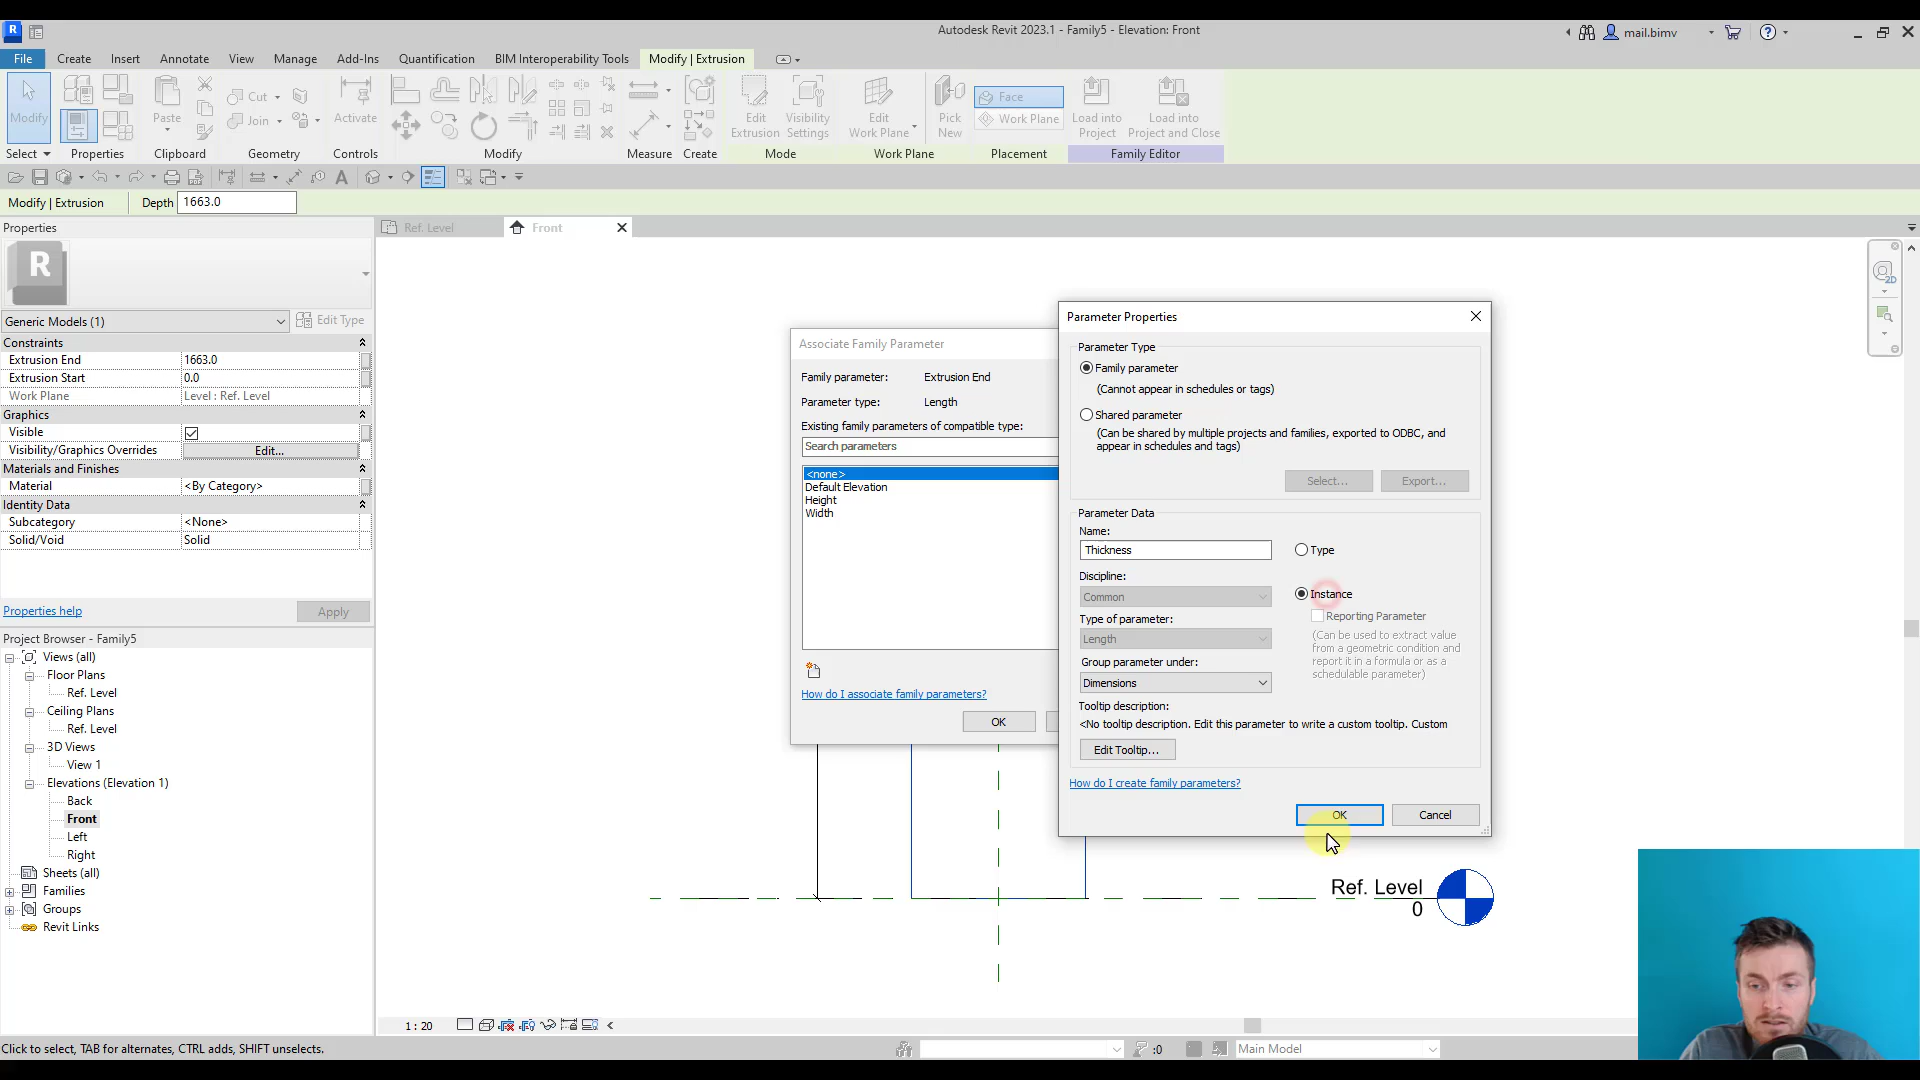 Autodesk Revit 2023.1 - Family5 - Elevation: Front
mail.bimv
File Create Insert Annotate View Manage Add-Ins Quantification BIM Interoperability Tools Modify | Extrusion
Modify
Paste
Cut
Join
Activate
Edit Extrusion
Visibility Settings
Edit Work Plane
Pick New
Face
Work Plane
Load into Project
Load into Project and Close
Select Properties Clipboard Geometry Controls Modify Measure Create Mode Work Plane Placement Family Editor
Modify | Extrusion Depth 1663.0
Properties
Ref. Level
Front
R
Generic Models (1) Edit Type
Constraints
Extrusion End 1663.0
Extrusion Start 0.0
Work Plane Level : Ref. Level
Graphics
Visible
Visibility/Graphics Overrides Edit...
Materials and Finishes
Material <By Category>
Identity Data
Subcategory <None>
Solid/Void Solid
Properties help Apply
Project Browser - Family5
Views (all)
Floor Plans
Ref. Level
Ceiling Plans
Ref. Level
3D Views
View 1
Elevations (Elevation 1)
Back
Front
Left
Right
Sheets (all)
Families
Groups
Revit Links
Associate Family Parameter
Family parameter: Extrusion End
Parameter type: Length
Existing family parameters of compatible type:
Search parameters
<none>
Default Elevation
Height
Width
How do I associate family parameters?
OK
Parameter Properties
Parameter Type
Family parameter
(Cannot appear in schedules or tags)
Shared parameter
(Can be shared by multiple projects and families, exported to ODBC, and
appear in schedules and tags)
Select... Export...
Parameter Data
Name:
Thickness
Type
Discipline:
Common
Instance
Reporting Parameter
(Can be used to extract value
from a geometric condition and
report it in a formula or as a
schedulable parameter)
Type of parameter:
Length
Group parameter under:
Dimensions
Tooltip description:
<No tooltip description. Edit this parameter to write a custom tooltip. Custom
Edit Tooltip...
How do I create family parameters?
OK Cancel
Ref. Level
0
1 : 20
Click to select, TAB for alternates, CTRL adds, SHIFT unselects.
:0
Main Model